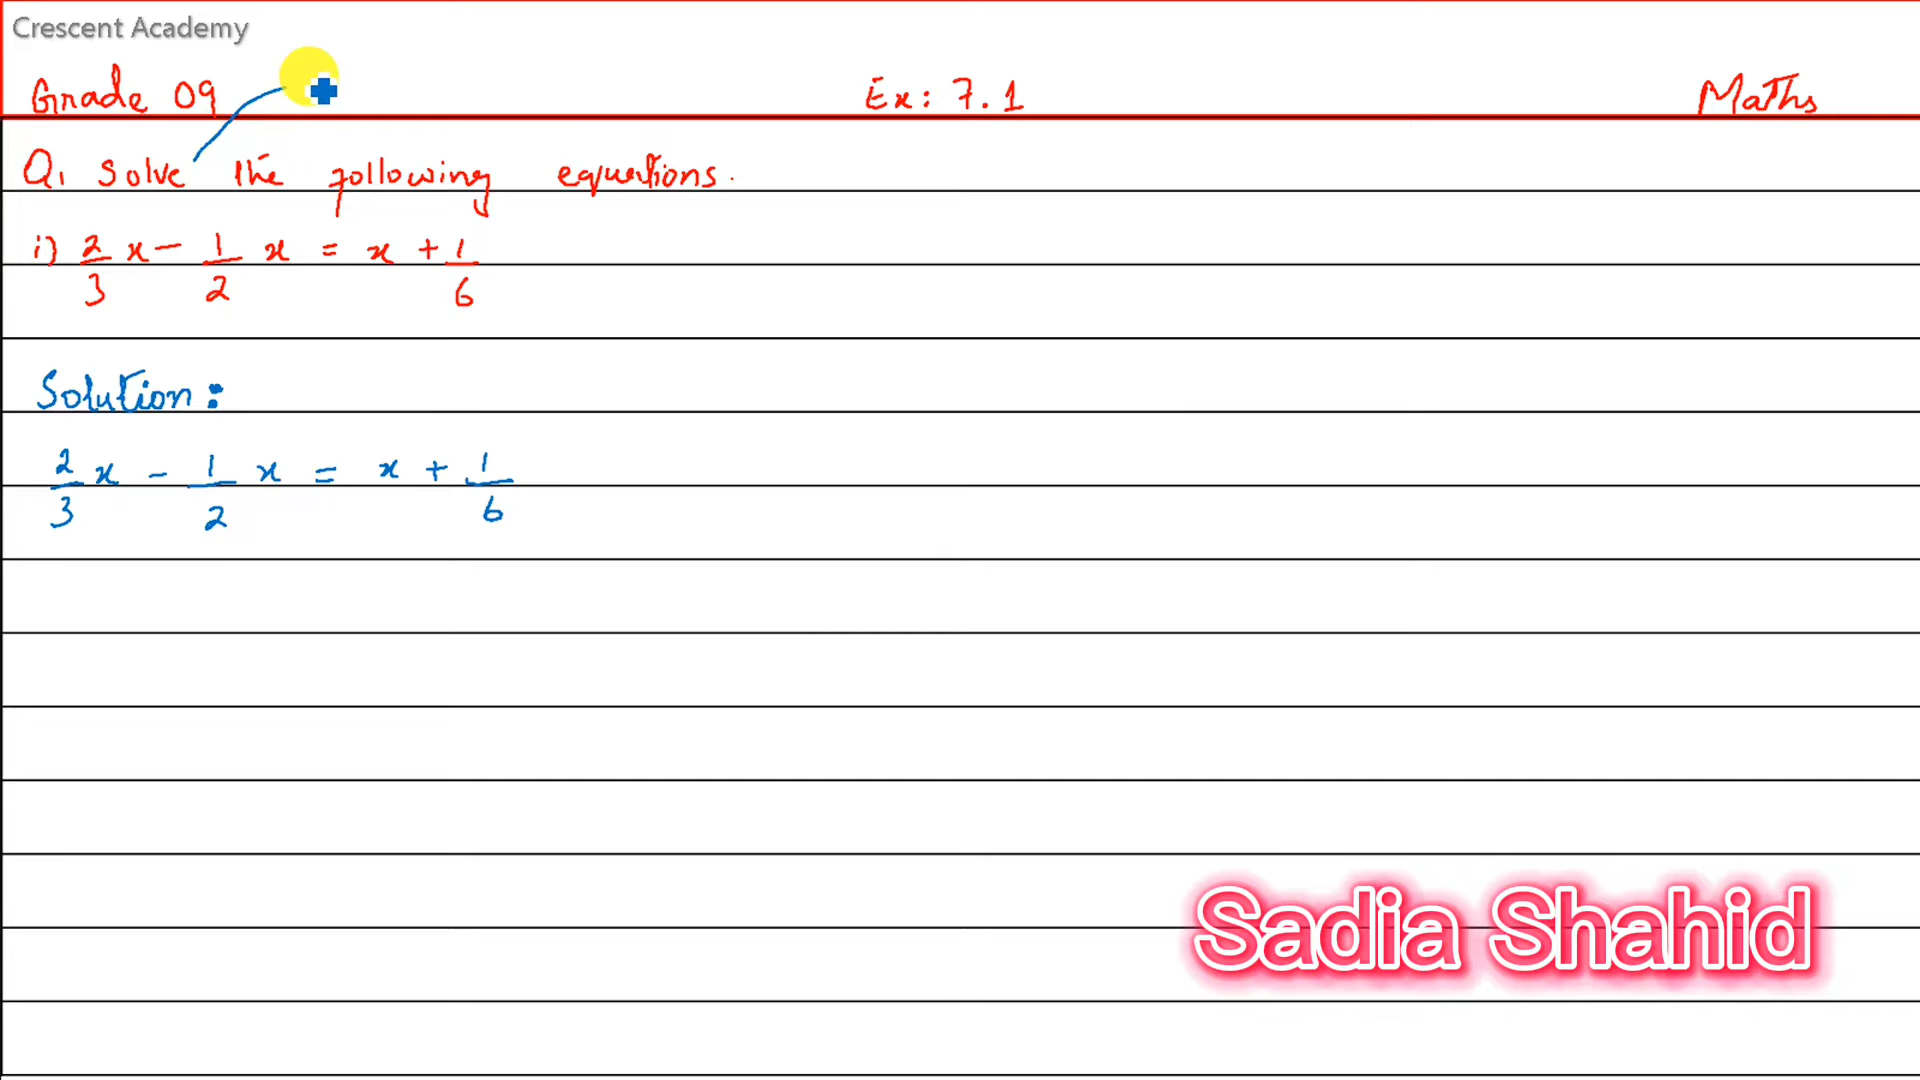 Crescent Academy
Grade 09 Ex: 7.1 Maths
Q1 Solve the following equations.
i) 2/3 x - 1/2 x = x + 1/6
Solution:
2/3 x - 1/2 x = x + 1/6
Sadia Shahid